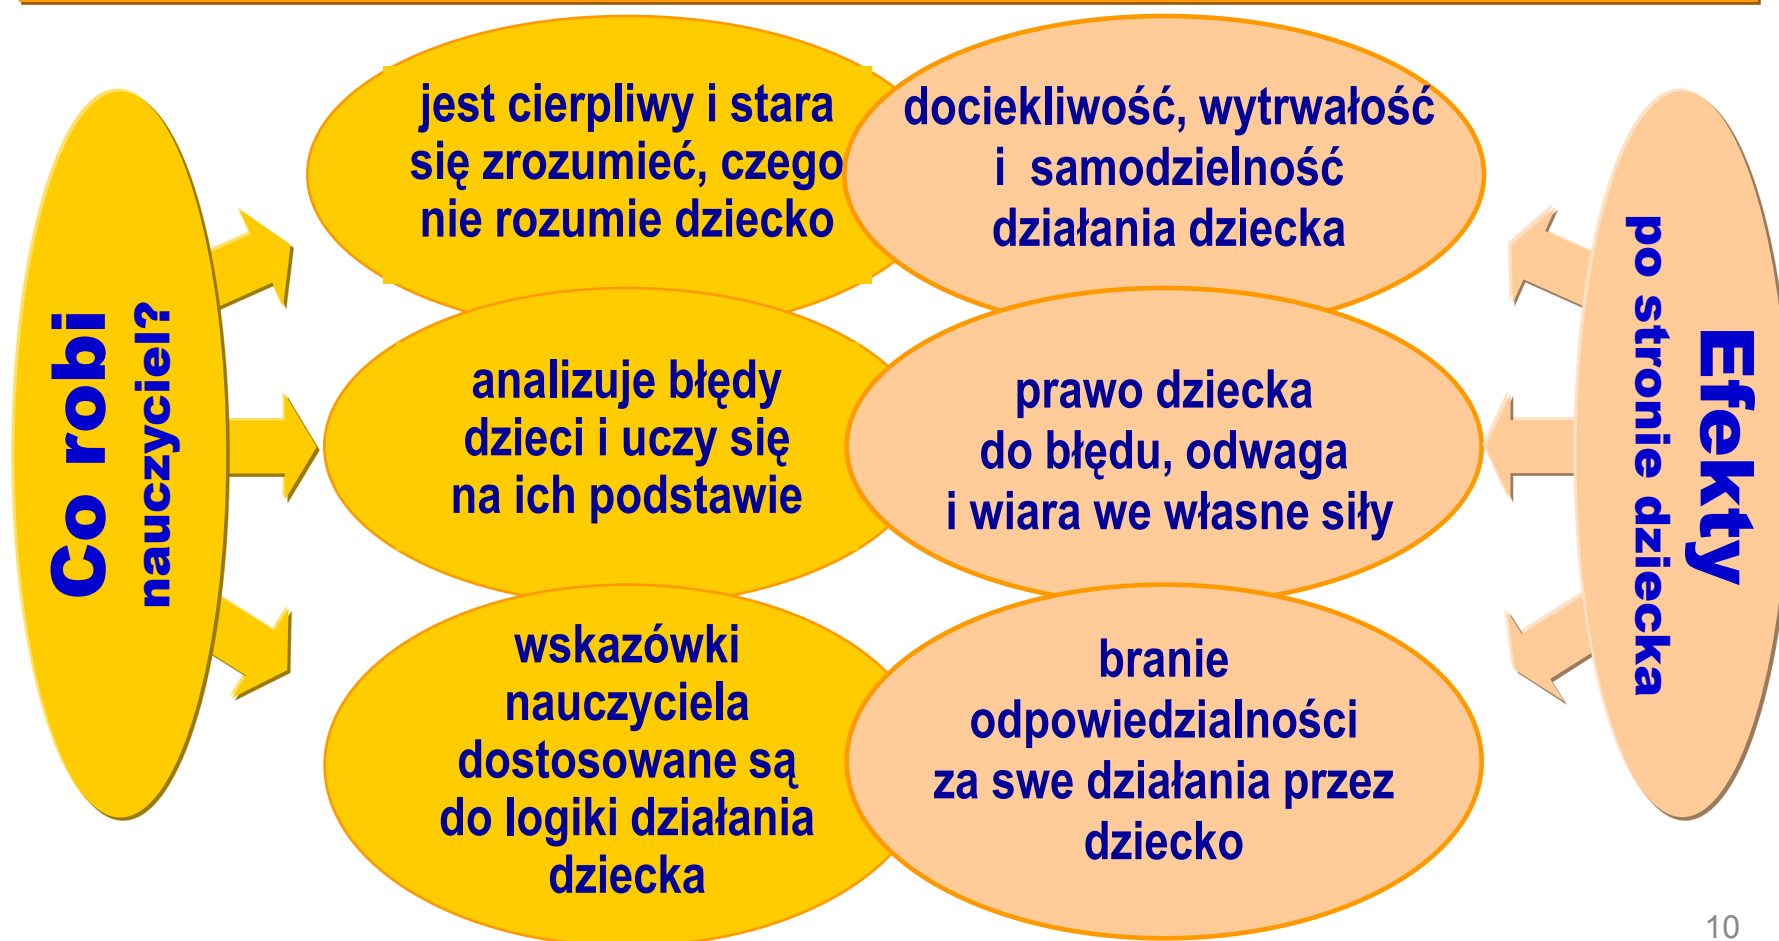 Co robi
nauczyciel?
jest cierpliwy i stara
się zrozumieć, czego
nie rozumie dziecko
dociekliwość, wytrwałość
i samodzielność
działania dziecka
analizuje błędy
dzieci i uczy się
na ich podstawie
prawo dziecka
do błędu, odwaga
i wiara we własne siły
wskazówki
nauczyciela
dostosowane są
do logiki działania
dziecka
branie
odpowiedzialności
za swe działania przez
dziecko
Efekty
po stronie dziecka
10